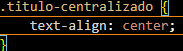 .titulo-centralizado {
    text-align: center;
}